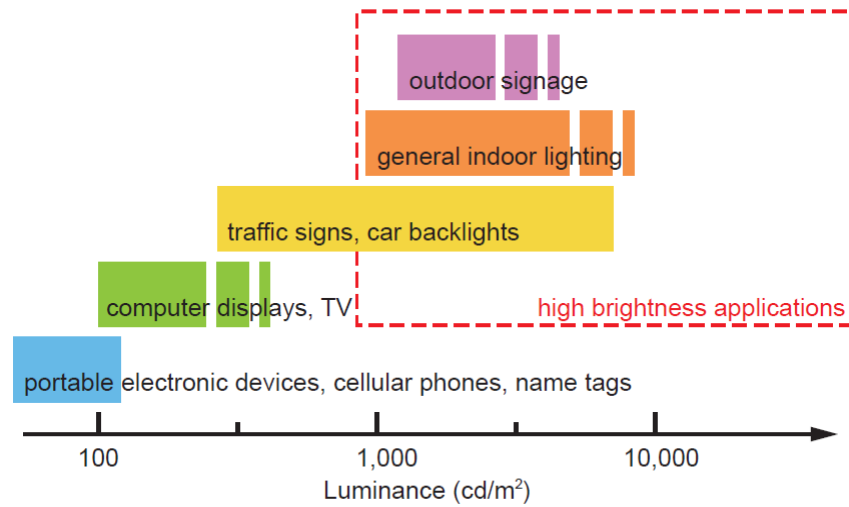 outdoor signage
general indoor lighting
traffic signs, car backlights
computer displays, TV
high brightness applications
portable electronic devices, cellular phones, name tags
100
1,000
10,000
Luminance (cd/m²)